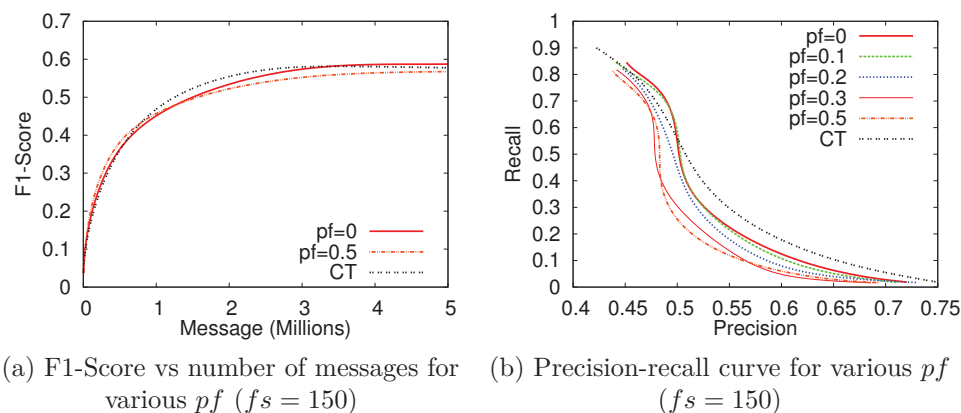 0.7
0.6
0.5
0.4
0.3
0.2
0.1
0
F1-Score
pf=0
pf=0.5
CT
0 1 2 3 4 5
Message (Millions)
(a) F1-Score vs number of messages for
various pf (fs = 150)
1
0.9
0.8
0.7
0.6
0.5
0.4
0.3
0.2
0.1
0
Recall
pf=0
pf=0.1
pf=0.2
pf=0.3
pf=0.5
CT
0.4 0.45 0.5 0.55 0.6 0.65 0.7 0.75
Precision
(b) Precision-recall curve for various pf
(fs = 150)